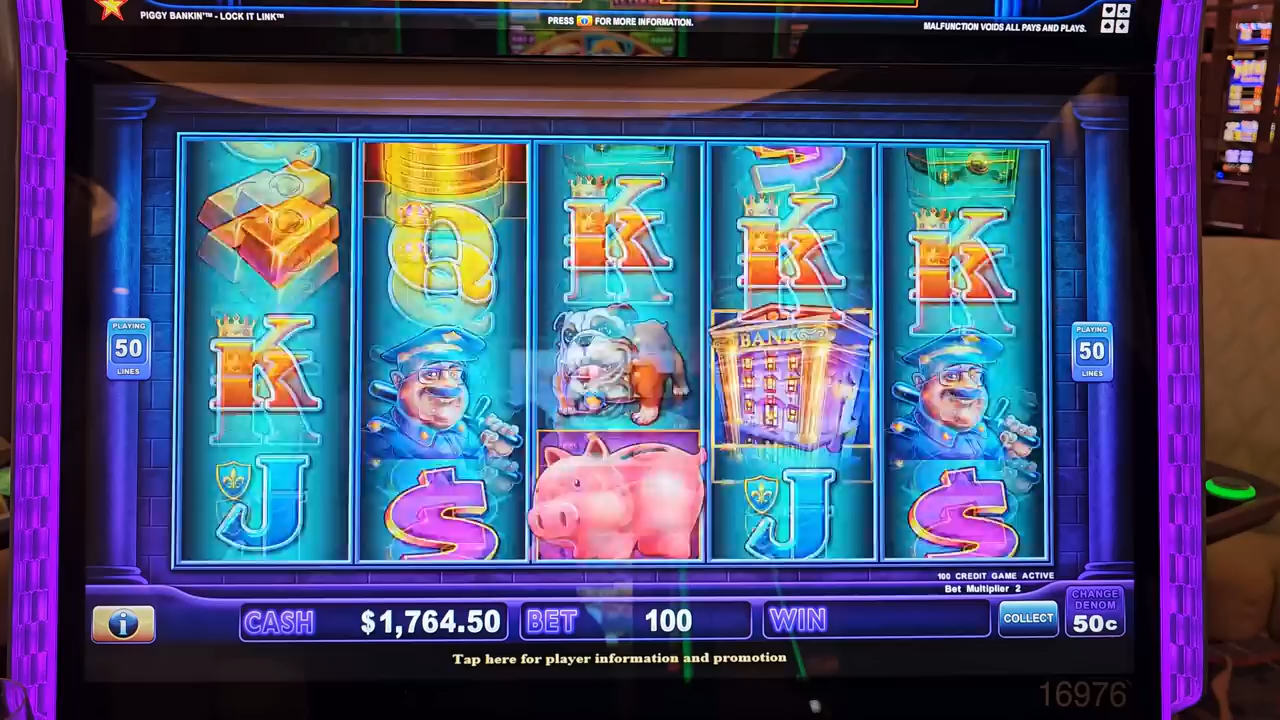 PIGGY BANKIN'™ - LOCK IT LINK™
PRESS i FOR MORE INFORMATION.
MALFUNCTION VOIDS ALL PAYS AND PLAYS.
Q
K
K
K
K
BANK
PLAYING
50
LINES
PLAYING
50
LINES
J
$
J
$
100 CREDIT GAME ACTIVE
Bet Multiplier 2
i
CASH $1,764.50
BET 100
WIN
COLLECT
CHANGE
DENOM
50¢
Tap here for player information and promotion
16976